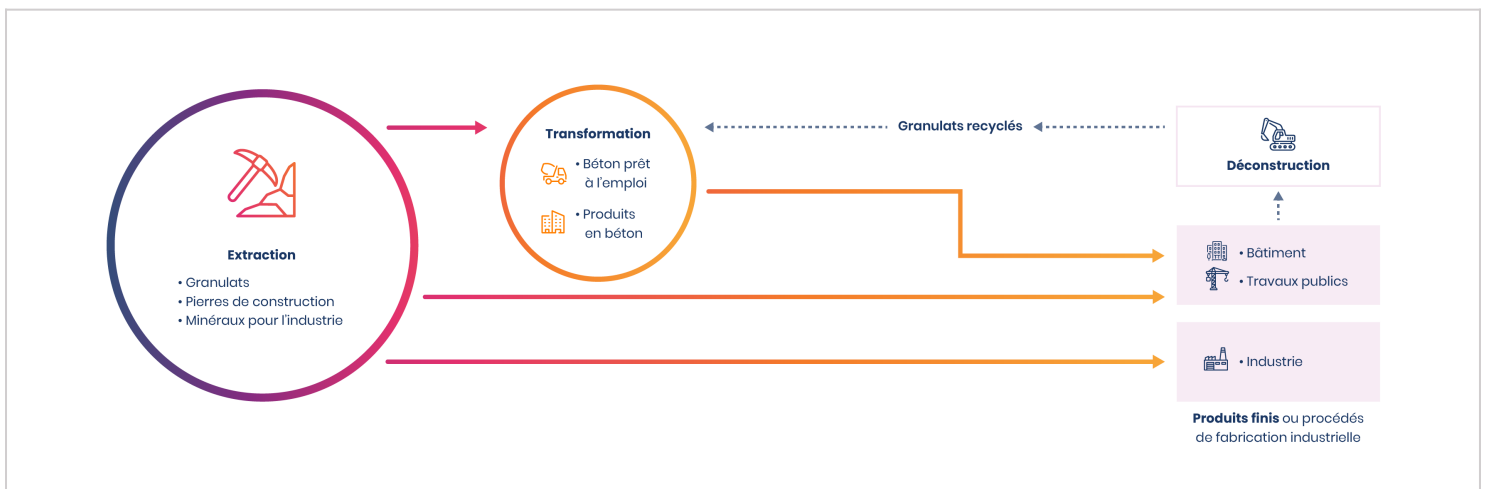 Extraction
• Granulats
• Pierres de construction
• Minéraux pour l'industrie
Transformation
• Béton prêt
à l'emploi
• Produits
en béton
Granulats recyclés
Déconstruction
• Bâtiment
• Travaux publics
• Industrie
Produits finis ou procédés
de fabrication industrielle